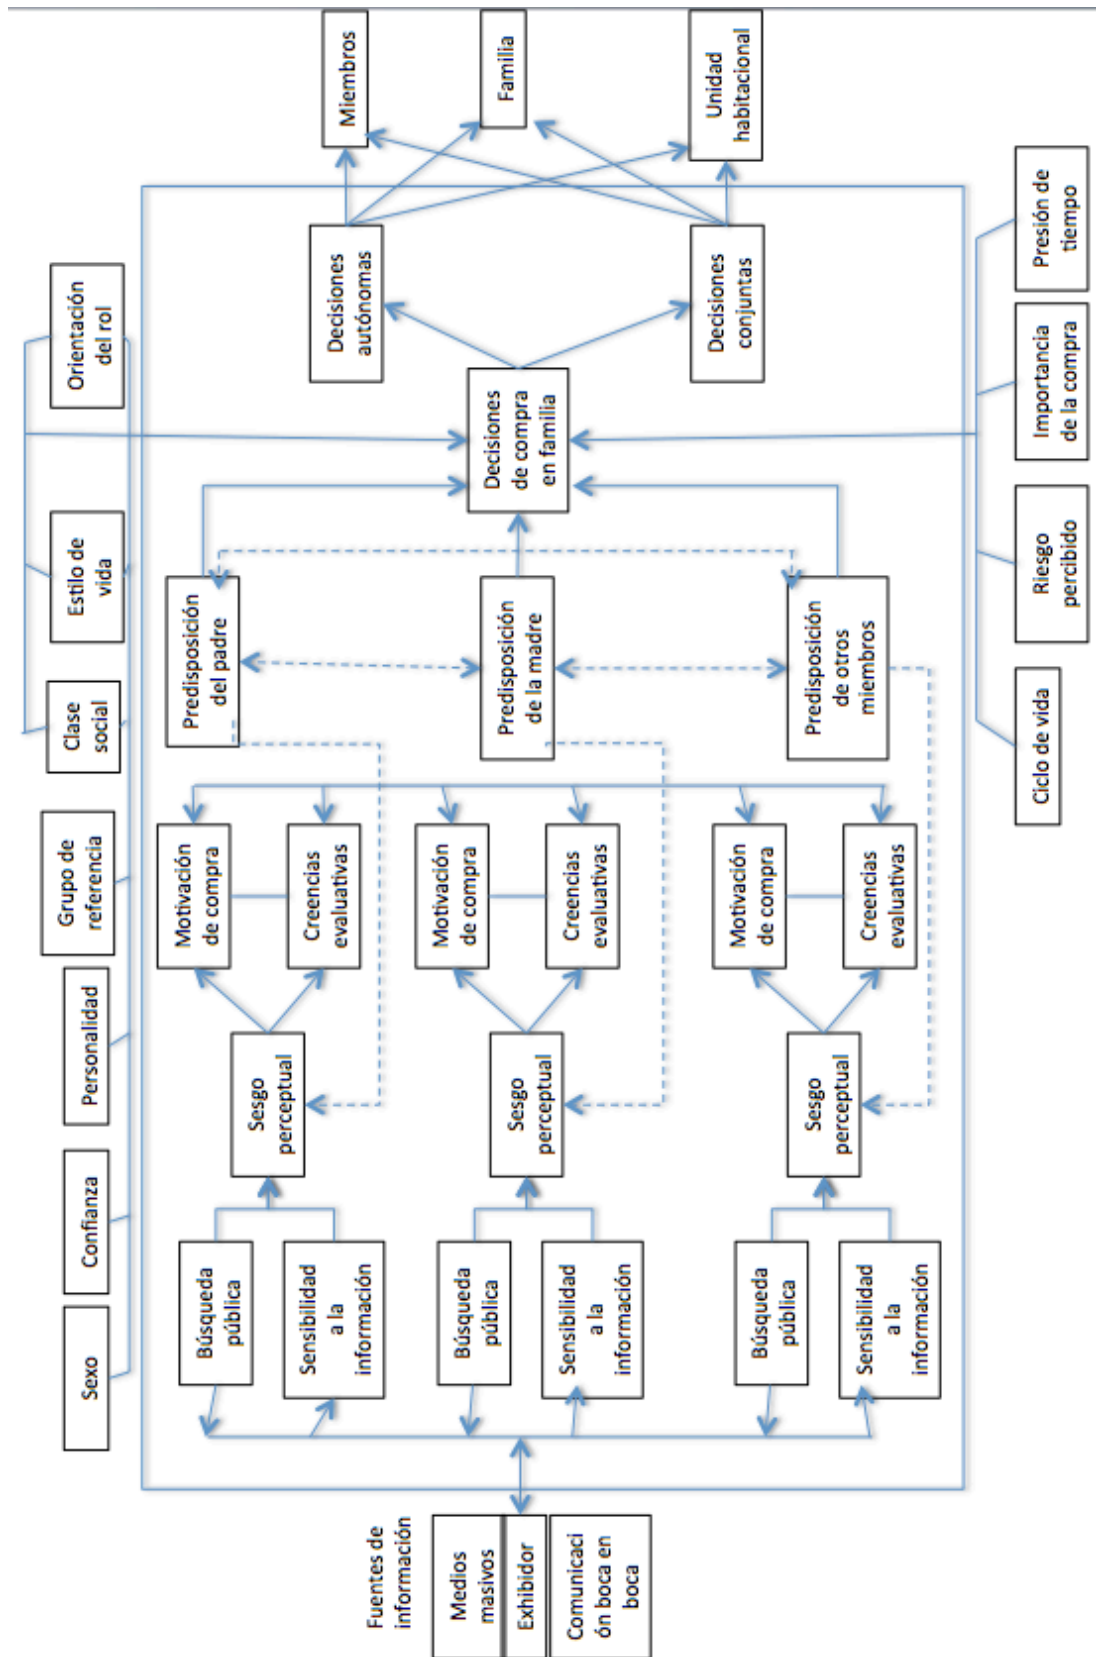 Sexo
Confianza
Personalidad
Grupo de
referencia
Clase
social
Estilo de
vida
Orientación
del rol
Fuentes de
información
Medios
masivos
Exhibidor
Comunicaci
ón boca en
boca
Búsqueda
pública
Sensibilidad
a la
información
Sesgo
perceptual
Motivación
de compra
Creencias
evaluativas
Predisposición
del padre
Búsqueda
pública
Sensibilidad
a la
información
Sesgo
perceptual
Motivación
de compra
Creencias
evaluativas
Predisposición
de la madre
Búsqueda
pública
Sensibilidad
a la
información
Sesgo
perceptual
Motivación
de compra
Creencias
evaluativas
Predisposición
de otros
miembros
Decisiones
de compra
en familia
Decisiones
autónomas
Decisiones
conjuntas
Miembros
Familia
Unidad
habitacional
Ciclo de vida
Riesgo
percibido
Importancia
de la compra
Presión de
tiempo